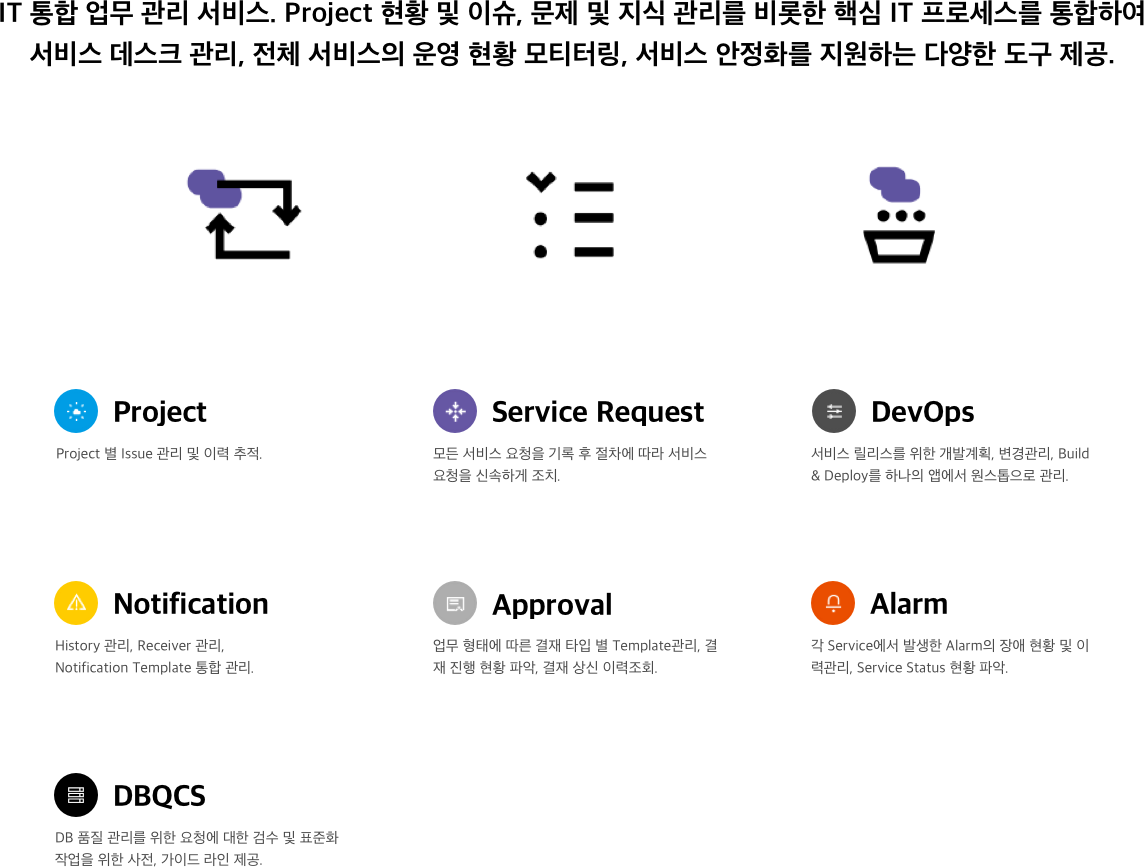 IT 통합 업무 관리 서비스. Project 현황 및 이슈, 문제 및 지식 관리를 비롯한 핵심 IT 프로세스를 통합하여
서비스 데스크 관리, 전체 서비스의 운영 현황 모티터링, 서비스 안정화를 지원하는 다양한 도구 제공.
Project
Project 별 Issue 관리 및 이력 추적.
Service Request
모든 서비스 요청을 기록 후 절차에 따라 서비스
요청을 신속하게 조치.
DevOps
서비스 릴리스를 위한 개발계획, 변경관리, Build
& Deploy를 하나의 앱에서 원스톱으로 관리.
Notification
History 관리, Receiver 관리,
Notification Template 통합 관리.
Approval
업무 형태에 따른 결재 타입 별 Template관리, 결
재 진행 현황 파악, 결재 상신 이력조회.
Alarm
각 Service에서 발생한 Alarm의 장애 현황 및 이
력관리, Service Status 현황 파악.
DBQCS
DB 품질 관리를 위한 요청에 대한 검수 및 표준화
작업을 위한 사전, 가이드 라인 제공.